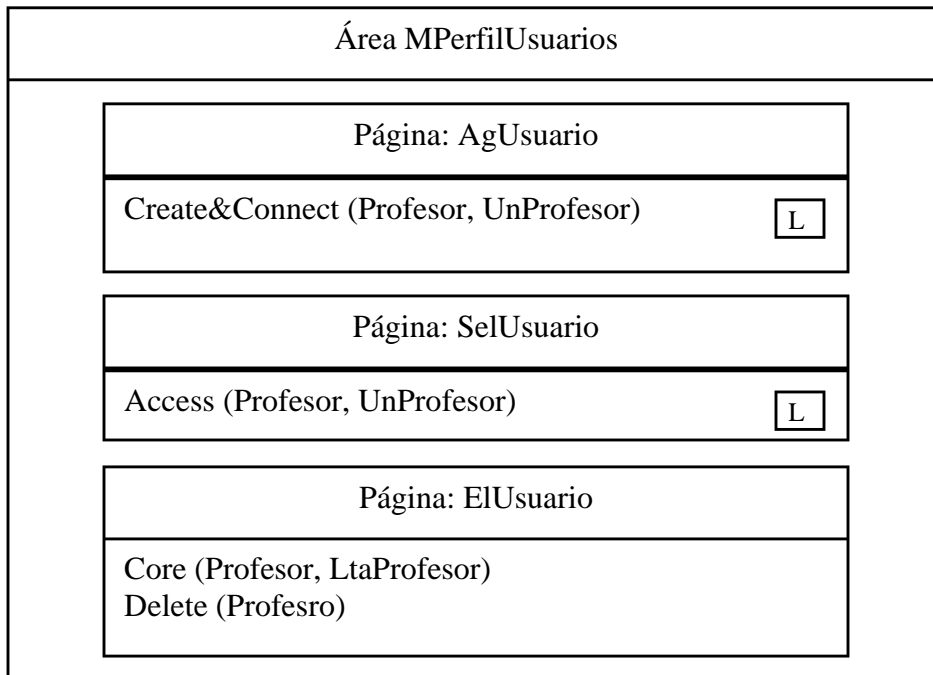 Área MPerfilUsuarios
Página: AgUsuario
Create&Connect (Profesor, UnProfesor)
L
Página: SelUsuario
Access (Profesor, UnProfesor)
L
Página: ElUsuario
Core (Profesor, LtaProfesor)
Delete (Profesro)